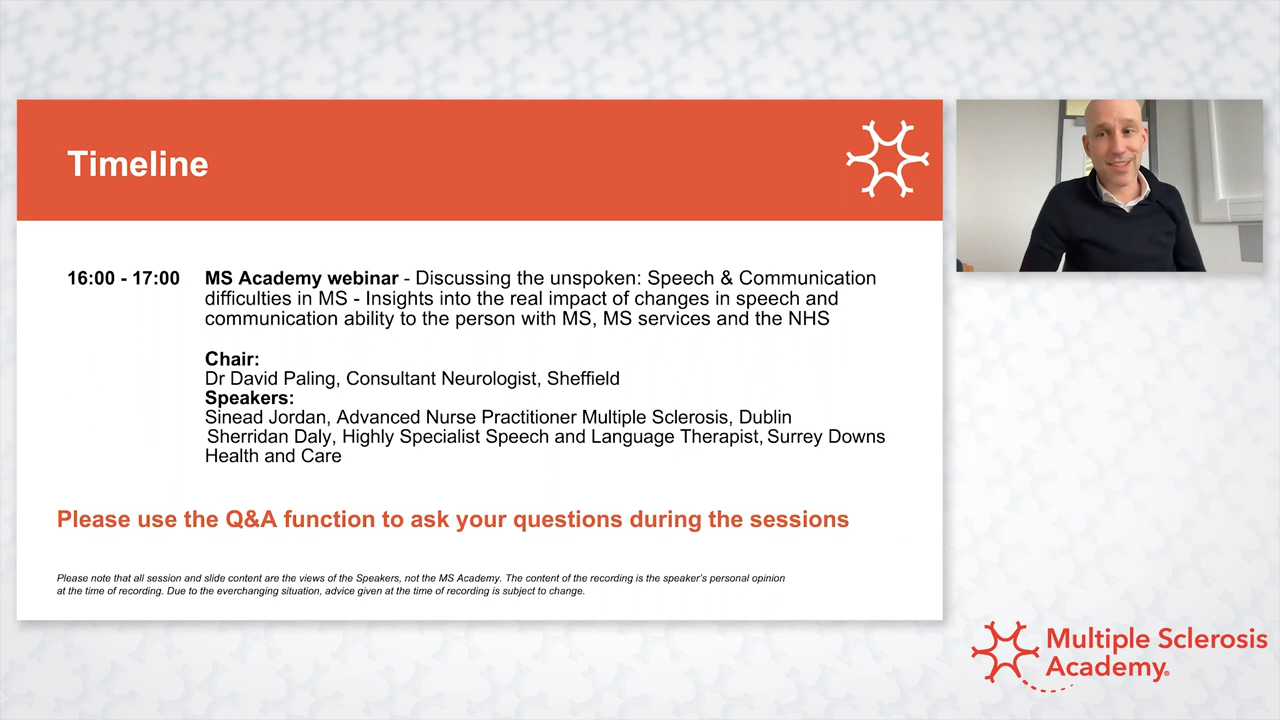 Timeline
16:00 - 17:00 MS Academy webinar - Discussing the unspoken: Speech & Communication
difficulties in MS - Insights into the real impact of changes in speech and
communication ability to the person with MS, MS services and the NHS
Chair:
Dr David Paling, Consultant Neurologist, Sheffield
Speakers:
Sinead Jordan, Advanced Nurse Practitioner Multiple Sclerosis, Dublin
Sherridan Daly, Highly Specialist Speech and Language Therapist, Surrey Downs
Health and Care
Please use the Q&A function to ask your questions during the sessions
Please note that all session and slide content are the views of the Speakers, not the MS Academy. The content of the recording is the speaker's personal opinion
at the time of recording. Due to the everchanging situation, advice given at the time of recording is subject to change.
Multiple Sclerosis
Academy®